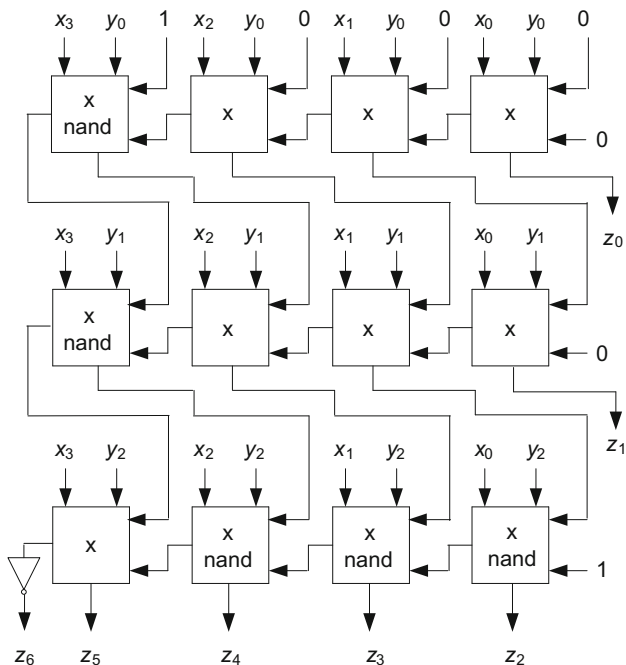 x₃ y₀ 1 x₂ y₀ 0 x₁ y₀ 0 x₀ y₀ 0
x nand x x x
0
z₀
x₃ y₁ x₂ y₁ x₁ y₁ x₀ y₁
x nand x x x
0
z₁
x₃ y₂ x₂ y₂ x₁ y₂ x₀ y₂
x x nand x nand x nand
1
z₆ z₅ z₄ z₃ z₂